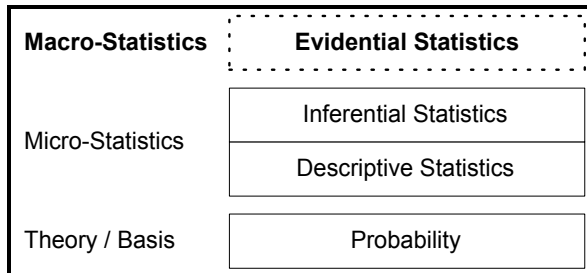 Macro-Statistics Evidential Statistics
Inferential Statistics
Micro-Statistics
Descriptive Statistics
Theory / Basis Probability